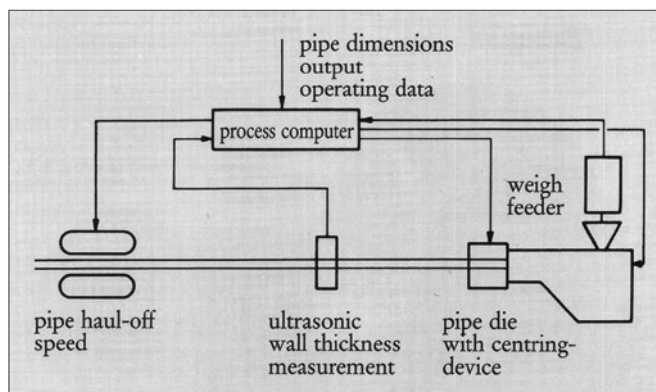 pipe dimensions
output
operating data
process computer
weigh
feeder
pipe haul-off
speed
ultrasonic
wall thickness
measurement
pipe die
with centring-
device